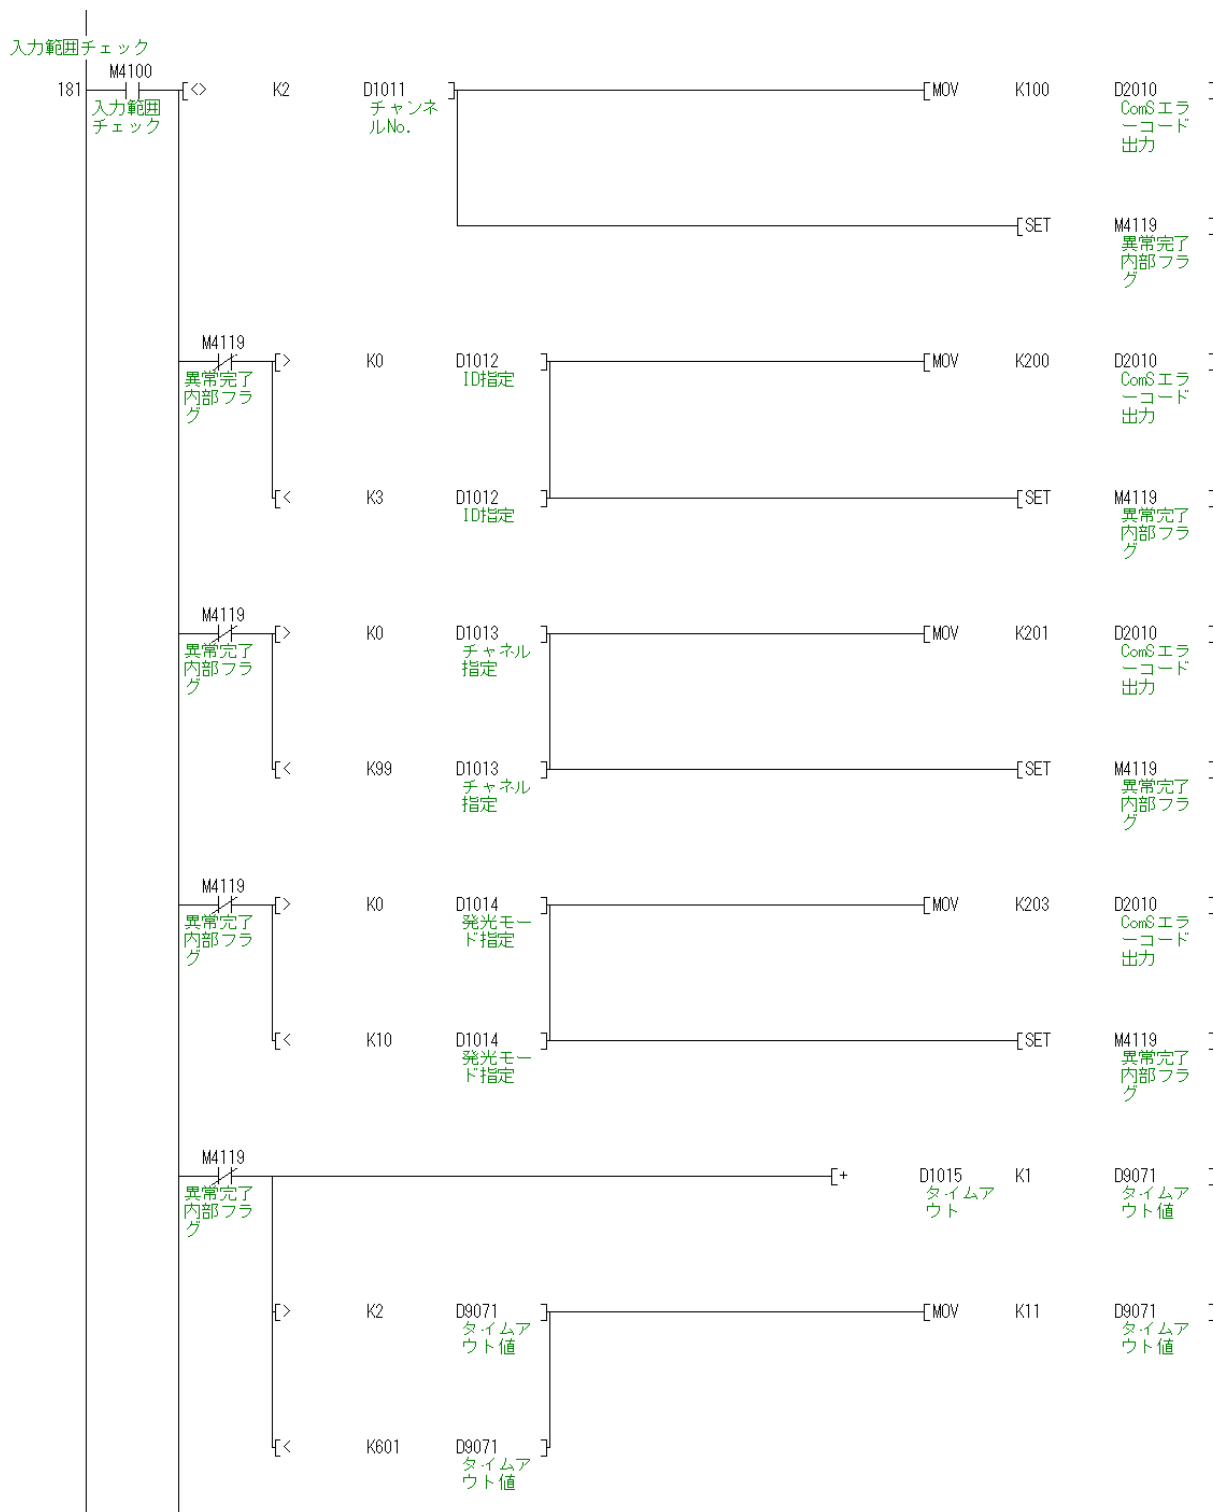 入力範囲チェック
M4100
181 [<> K2 D1011 ] [MOV K100 D2010 ]
入力範囲
チェック
チャンネ
ルNo.
ComSエラ
ーコード
出力
[SET M4119 ]
異常完了
内部フラ
グ
M4119
[> K0 D1012 ] [MOV K200 D2010 ]
異常完了
内部フラ
グ
ID指定
ComSエラ
ーコード
出力
[< K3 D1012 ] [SET M4119 ]
ID指定
異常完了
内部フラ
グ
M4119
[> K0 D1013 ] [MOV K201 D2010 ]
異常完了
内部フラ
グ
チャネル
指定
ComSエラ
ーコード
出力
[< K99 D1013 ] [SET M4119 ]
チャネル
指定
異常完了
内部フラ
グ
M4119
[> K0 D1014 ] [MOV K203 D2010 ]
異常完了
内部フラ
グ
発光モー
ド指定
ComSエラ
ーコード
出力
[< K10 D1014 ] [SET M4119 ]
発光モー
ド指定
異常完了
内部フラ
グ
M4119
[+ D1015 K1 D9071 ]
異常完了
内部フラ
グ
タイムア
ウト
タイムア
ウト値
[> K2 D9071 ] [MOV K11 D9071 ]
タイムア
ウト値
タイムア
ウト値
[< K601 D9071 ]
タイムア
ウト値